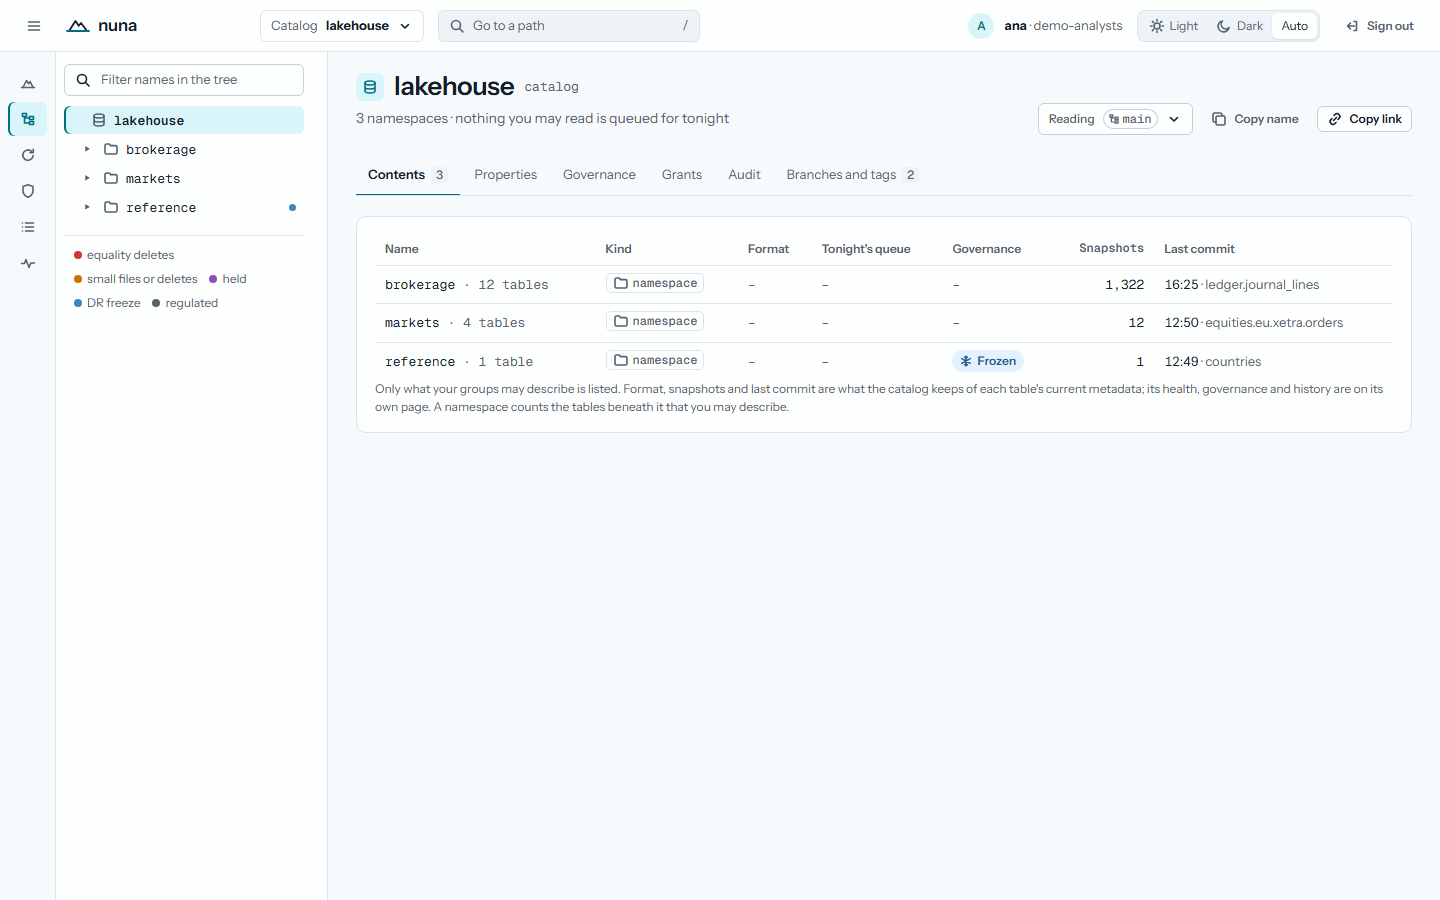 nuna
Catalog lakehouse
Go to a path /
A ana · demo-analysts
Light Dark Auto
Sign out
Filter names in the tree
lakehouse
brokerage
markets
reference
equality deletes
small files or deletes held
DR freeze regulated
lakehouse catalog
3 namespaces · nothing you may read is queued for tonight
Reading main
Copy name
Copy link
Contents 3 Properties Governance Grants Audit Branches and tags 2
Name Kind Format Tonight's queue Governance Snapshots Last commit
brokerage · 12 tables namespace – – – 1,322 16:25 · ledger.journal_lines
markets · 4 tables namespace – – – 12 12:50 · equities.eu.xetra.orders
reference · 1 table namespace – – Frozen 1 12:49 · countries
Only what your groups may describe is listed. Format, snapshots and last commit are what the catalog keeps of each table's current metadata; its health, governance and history are on its
own page. A namespace counts the tables beneath it that you may describe.